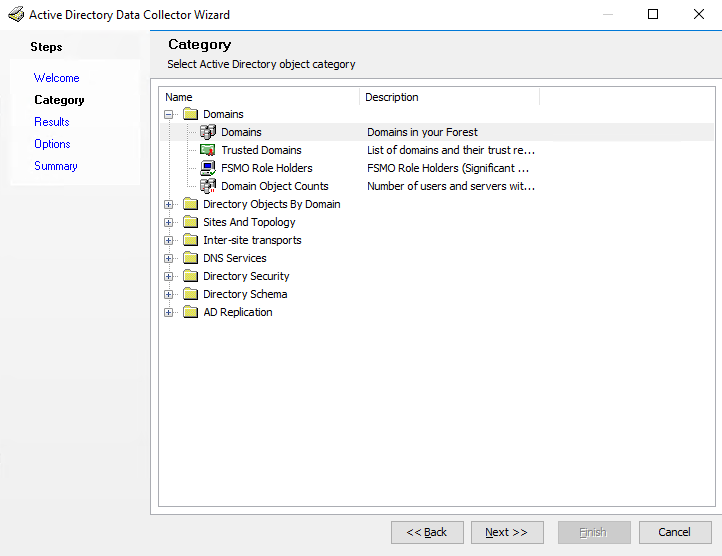 Active Directory Data Collector Wizard
Steps
Welcome
Category
Results
Options
Summary
Category
Select Active Directory object category
Name Description
Domains
Domains Domains in your Forest
Trusted Domains List of domains and their trust re...
FSMO Role Holders FSMO Role Holders (Significant ...
Domain Object Counts Number of users and servers wit...
Directory Objects By Domain
Sites And Topology
Inter-site transports
DNS Services
Directory Security
Directory Schema
AD Replication
<< Back Next >> Finish Cancel